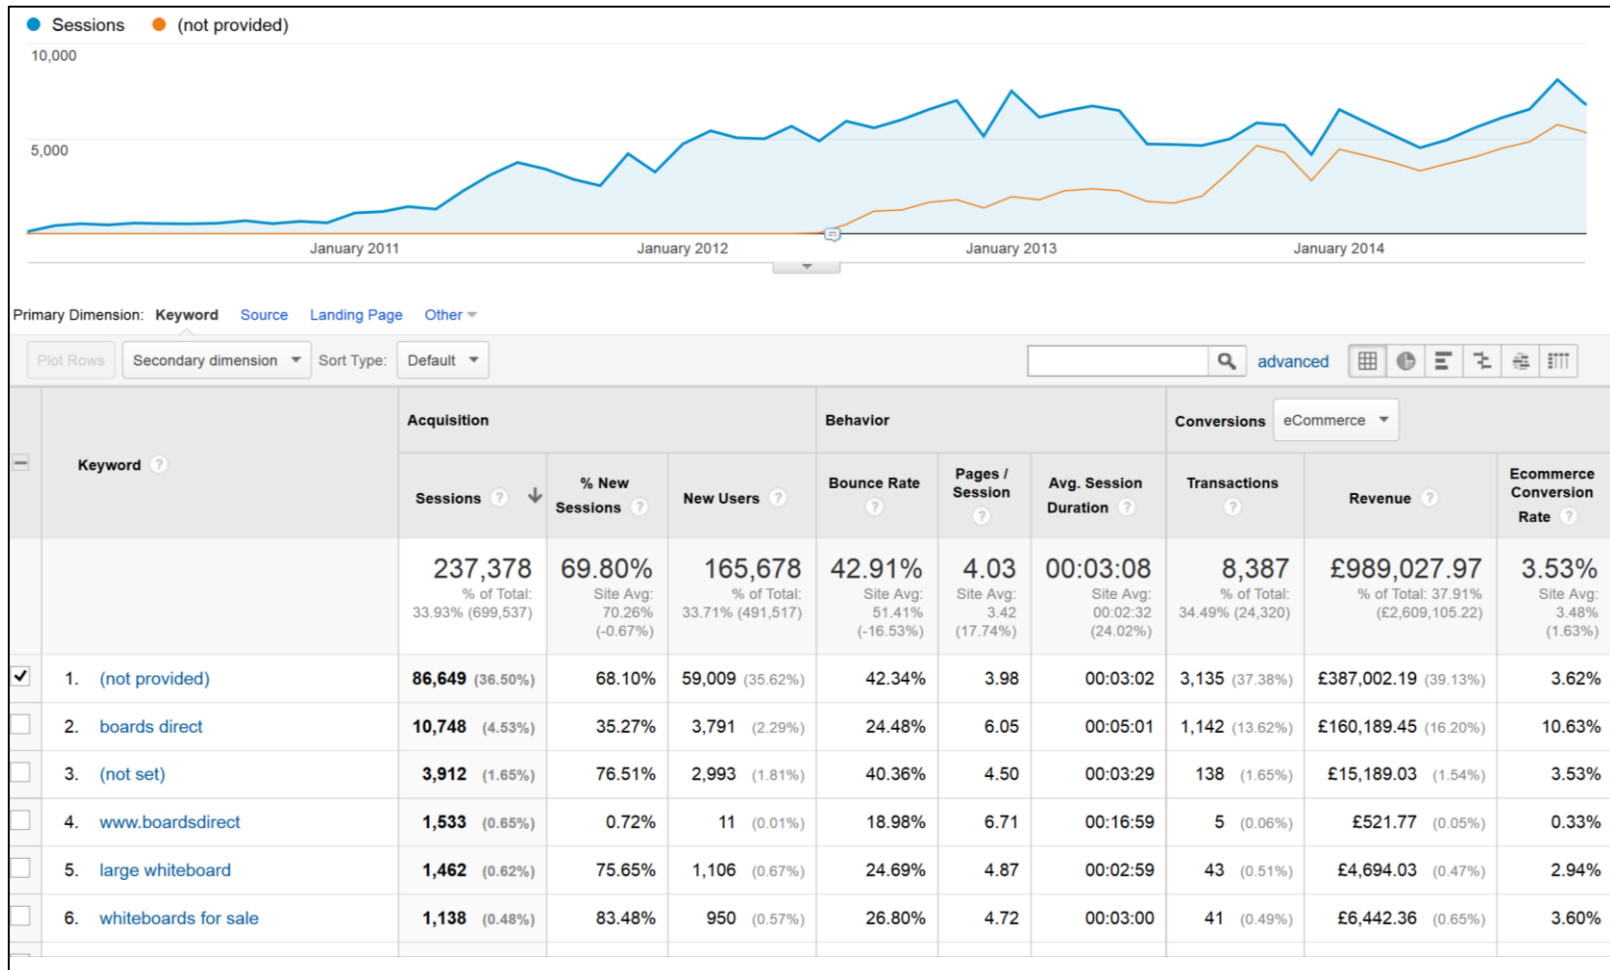 Sessions (not provided)
10,000
5,000
January 2011 January 2012 January 2013 January 2014
Primary Dimension: Keyword Source Landing Page Other
Plot Rows Secondary dimension Sort Type: Default advanced
Acquisition Behavior Conversions eCommerce
Keyword ?
Sessions ? % New Sessions ? New Users ? Bounce Rate ? Pages / Session ? Avg. Session Duration ? Transactions ? Revenue ? Ecommerce Conversion Rate ?
237,378 69.80% 165,678 42.91% 4.03 00:03:08 8,387 £989,027.97 3.53%
% of Total: Site Avg: % of Total: Site Avg: Site Avg: Site Avg: % of Total: % of Total: 37.91% Site Avg:
33.93% (699,537) 70.26% 33.71% (491,517) 51.41% 3.42 00:02:32 34.49% (24,320) (£2,609,105.22) 3.48%
(-0.67%) (-16.53%) (17.74%) (24.02%) (1.63%)
1. (not provided) 86,649 (36.50%) 68.10% 59,009 (35.62%) 42.34% 3.98 00:03:02 3,135 (37.38%) £387,002.19 (39.13%) 3.62%
2. boards direct 10,748 (4.53%) 35.27% 3,791 (2.29%) 24.48% 6.05 00:05:01 1,142 (13.62%) £160,189.45 (16.20%) 10.63%
3. (not set) 3,912 (1.65%) 76.51% 2,993 (1.81%) 40.36% 4.50 00:03:29 138 (1.65%) £15,189.03 (1.54%) 3.53%
4. www.boardsdirect 1,533 (0.65%) 0.72% 11 (0.01%) 18.98% 6.71 00:16:59 5 (0.06%) £521.77 (0.05%) 0.33%
5. large whiteboard 1,462 (0.62%) 75.65% 1,106 (0.67%) 24.69% 4.87 00:02:59 43 (0.51%) £4,694.03 (0.47%) 2.94%
6. whiteboards for sale 1,138 (0.48%) 83.48% 950 (0.57%) 26.80% 4.72 00:03:00 41 (0.49%) £6,442.36 (0.65%) 3.60%